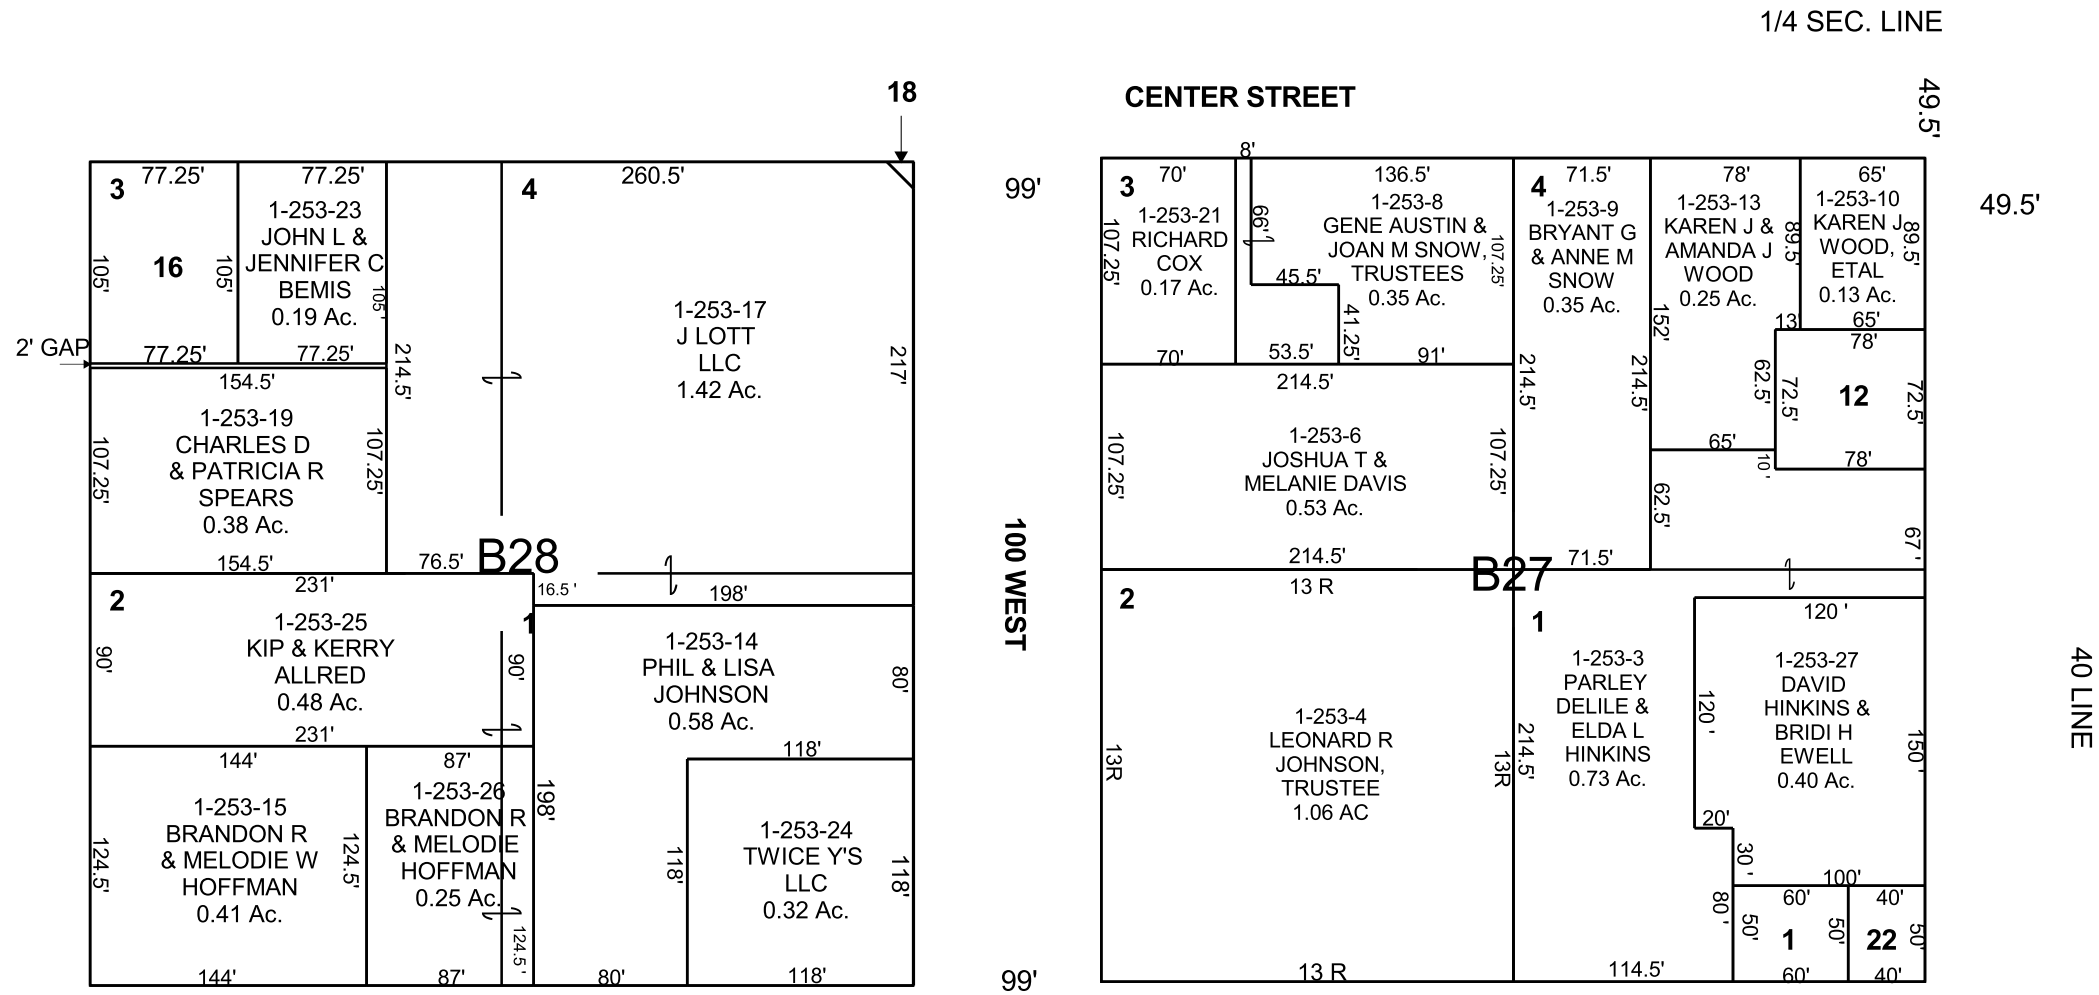 1/4 SEC. LINE
CENTER STREET
49.5'
49.5'
18
99'
100 WEST
99'
40 LINE
3
77.25'
77.25'
4
260.5'
105'
16
105'
1-253-23
JOHN L &
JENNIFER C
BEMIS
0.19 Ac.
105'
2' GAP
77.25'
77.25'
214.5'
1-253-17
J LOTT
LLC
1.42 Ac.
217'
154.5'
1-253-19
CHARLES D
& PATRICIA R
SPEARS
0.38 Ac.
107.25'
107.25'
154.5'
76.5'
B28
2
231'
16.5 '
198'
1-253-25
KIP & KERRY
ALLRED
0.48 Ac.
90'
90'
231'
1
1-253-14
PHIL & LISA
JOHNSON
0.58 Ac.
80'
118'
144'
1-253-15
BRANDON R
& MELODIE W
HOFFMAN
0.41 Ac.
124.5'
124.5'
144'
87'
1-253-26
BRANDON R
& MELODIE
HOFFMAN
0.25 Ac.
124.5 '
87'
198'
80'
118'
1-253-24
TWICE Y'S
LLC
0.32 Ac.
118'
118'
3
70'
8'
107.25'
1-253-21
RICHARD
COX
0.17 Ac.
70'
66'
136.5'
1-253-8
GENE AUSTIN &
JOAN M SNOW,
TRUSTEES
0.35 Ac.
107.25'
45.5'
41.25'
53.5'
91'
4
71.5'
1-253-9
BRYANT G
& ANNE M
SNOW
0.35 Ac.
214.5'
214.5'
71.5'
78'
1-253-13
KAREN J &
AMANDA J
WOOD
0.25 Ac.
89.5'
152'
13'
62.5'
65'
10 '
65'
1-253-10
KAREN J
WOOD,
ETAL
0.13 Ac.
89.5'
65'
78'
72.5'
12
72.5'
78'
62.5'
67 '
214.5'
1-253-6
JOSHUA T &
MELANIE DAVIS
0.53 Ac.
107.25'
107.25'
214.5'
B27
2
13 R
1-253-4
LEONARD R
JOHNSON,
TRUSTEE
1.06 AC
13R
13R
13 R
1
1-253-3
PARLEY
DELILE &
ELDA L
HINKINS
0.73 Ac.
214.5'
114.5'
120 '
1-253-27
DAVID
HINKINS &
BRIDI H
EWELL
0.40 Ac.
120 '
150 '
20'
30 '
100'
80 '
60'
50'
1
50'
60'
40'
22
50'
40'